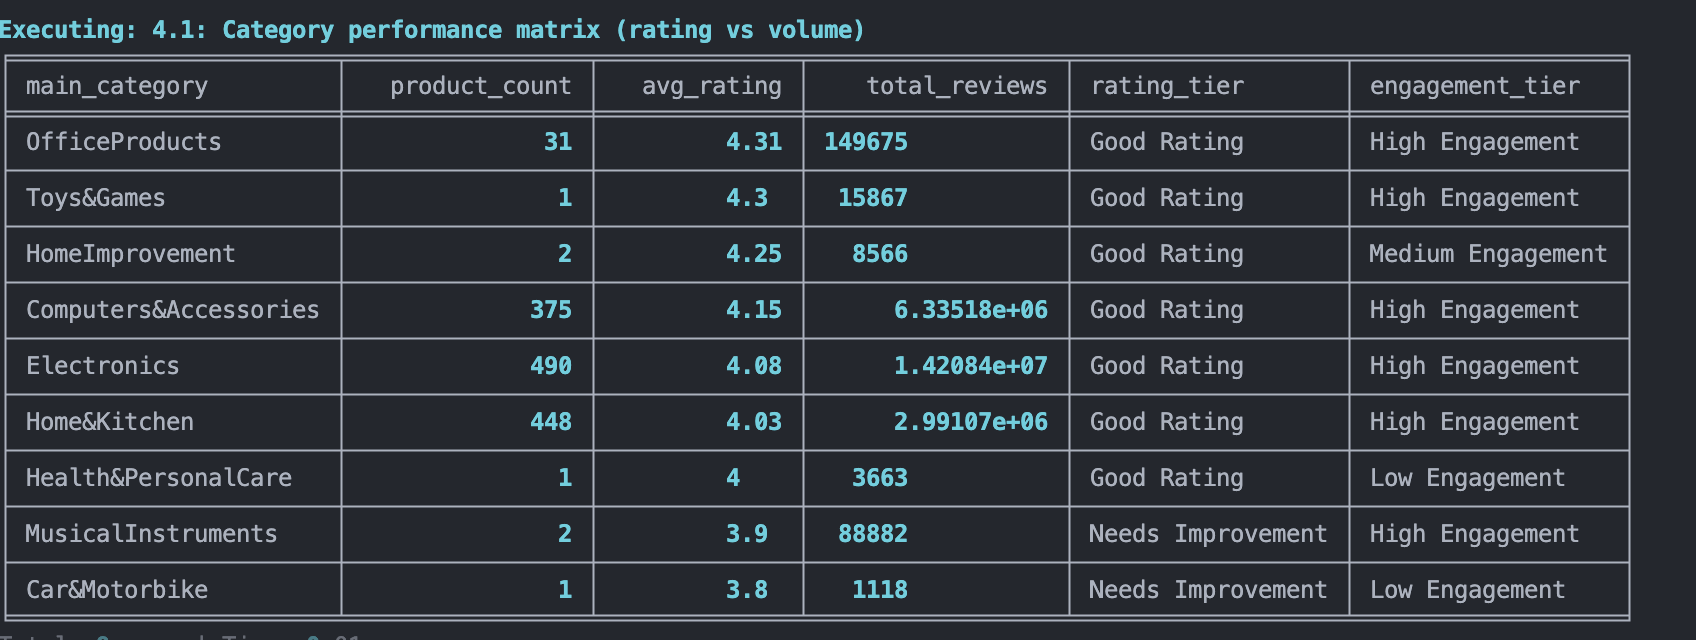 Executing: 4.1: Category performance matrix (rating vs volume)
main_category product_count avg_rating total_reviews rating_tier engagement_tier
OfficeProducts 31 4.31 149675 Good Rating High Engagement
Toys&Games 1 4.3 15867 Good Rating High Engagement
HomeImprovement 2 4.25 8566 Good Rating Medium Engagement
Computers&Accessories 375 4.15 6.33518e+06 Good Rating High Engagement
Electronics 490 4.08 1.42084e+07 Good Rating High Engagement
Home&Kitchen 448 4.03 2.99107e+06 Good Rating High Engagement
Health&PersonalCare 1 4 3663 Good Rating Low Engagement
MusicalInstruments 2 3.9 88882 Needs Improvement High Engagement
Car&Motorbike 1 3.8 1118 Needs Improvement Low Engagement